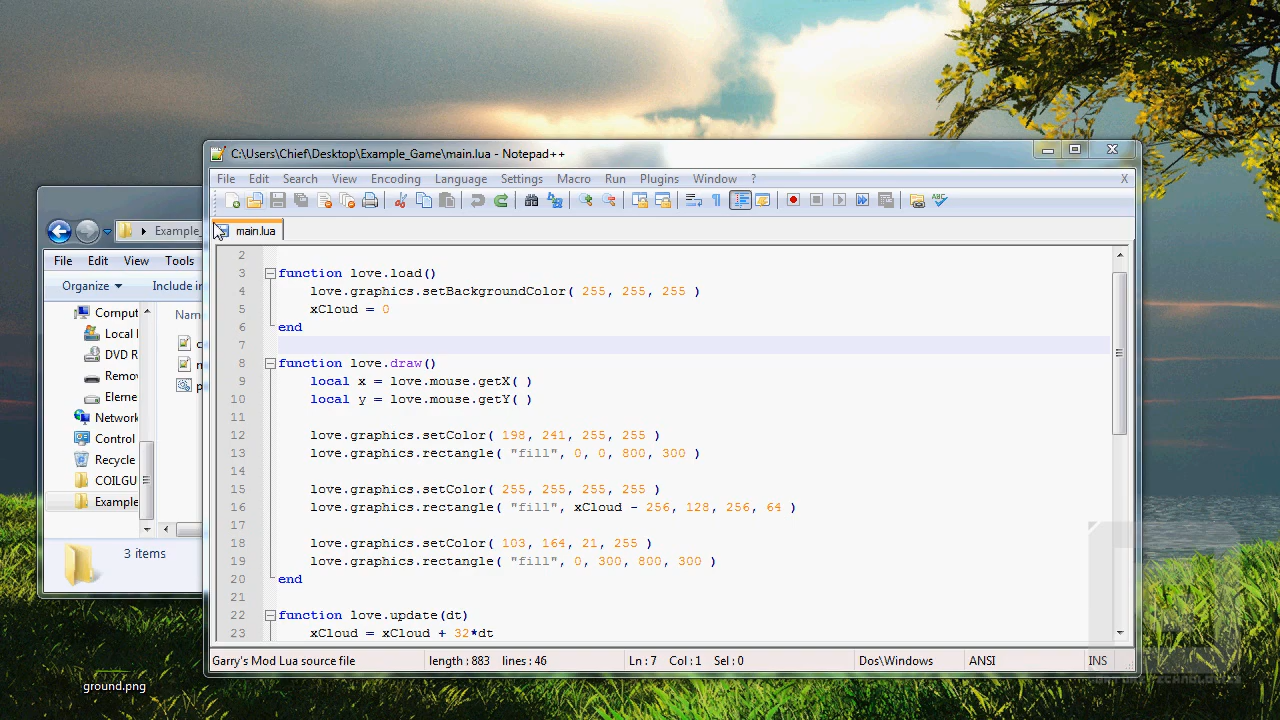 C:\Users\Chief\Desktop\Example_Game\main.lua - Notepad++
File Edit Search View Encoding Language Settings Macro Run Plugins Window ? X
main.lua
2
3 function love.load()
4 love.graphics.setBackgroundColor( 255, 255, 255 )
5 xCloud = 0
6 end
7
8 function love.draw()
9 local x = love.mouse.getX( )
10 local y = love.mouse.getY( )
11
12 love.graphics.setColor( 198, 241, 255, 255 )
13 love.graphics.rectangle( "fill", 0, 0, 800, 300 )
14
15 love.graphics.setColor( 255, 255, 255, 255 )
16 love.graphics.rectangle( "fill", xCloud - 256, 128, 256, 64 )
17
18 love.graphics.setColor( 103, 164, 21, 255 )
19 love.graphics.rectangle( "fill", 0, 300, 800, 300 )
20 end
21
22 function love.update(dt)
23 xCloud = xCloud + 32*dt
Garry's Mod Lua source file length : 883 lines : 46 Ln : 7 Col : 1 Sel : 0 Dos\Windows ANSI INS
Example_
File Edit View Tools
Organize Include in
Comput
Local
DVD R
Remov
Eleme
Network
Control
Recycle
COILGU
Example
Nam
3 items
ground.png